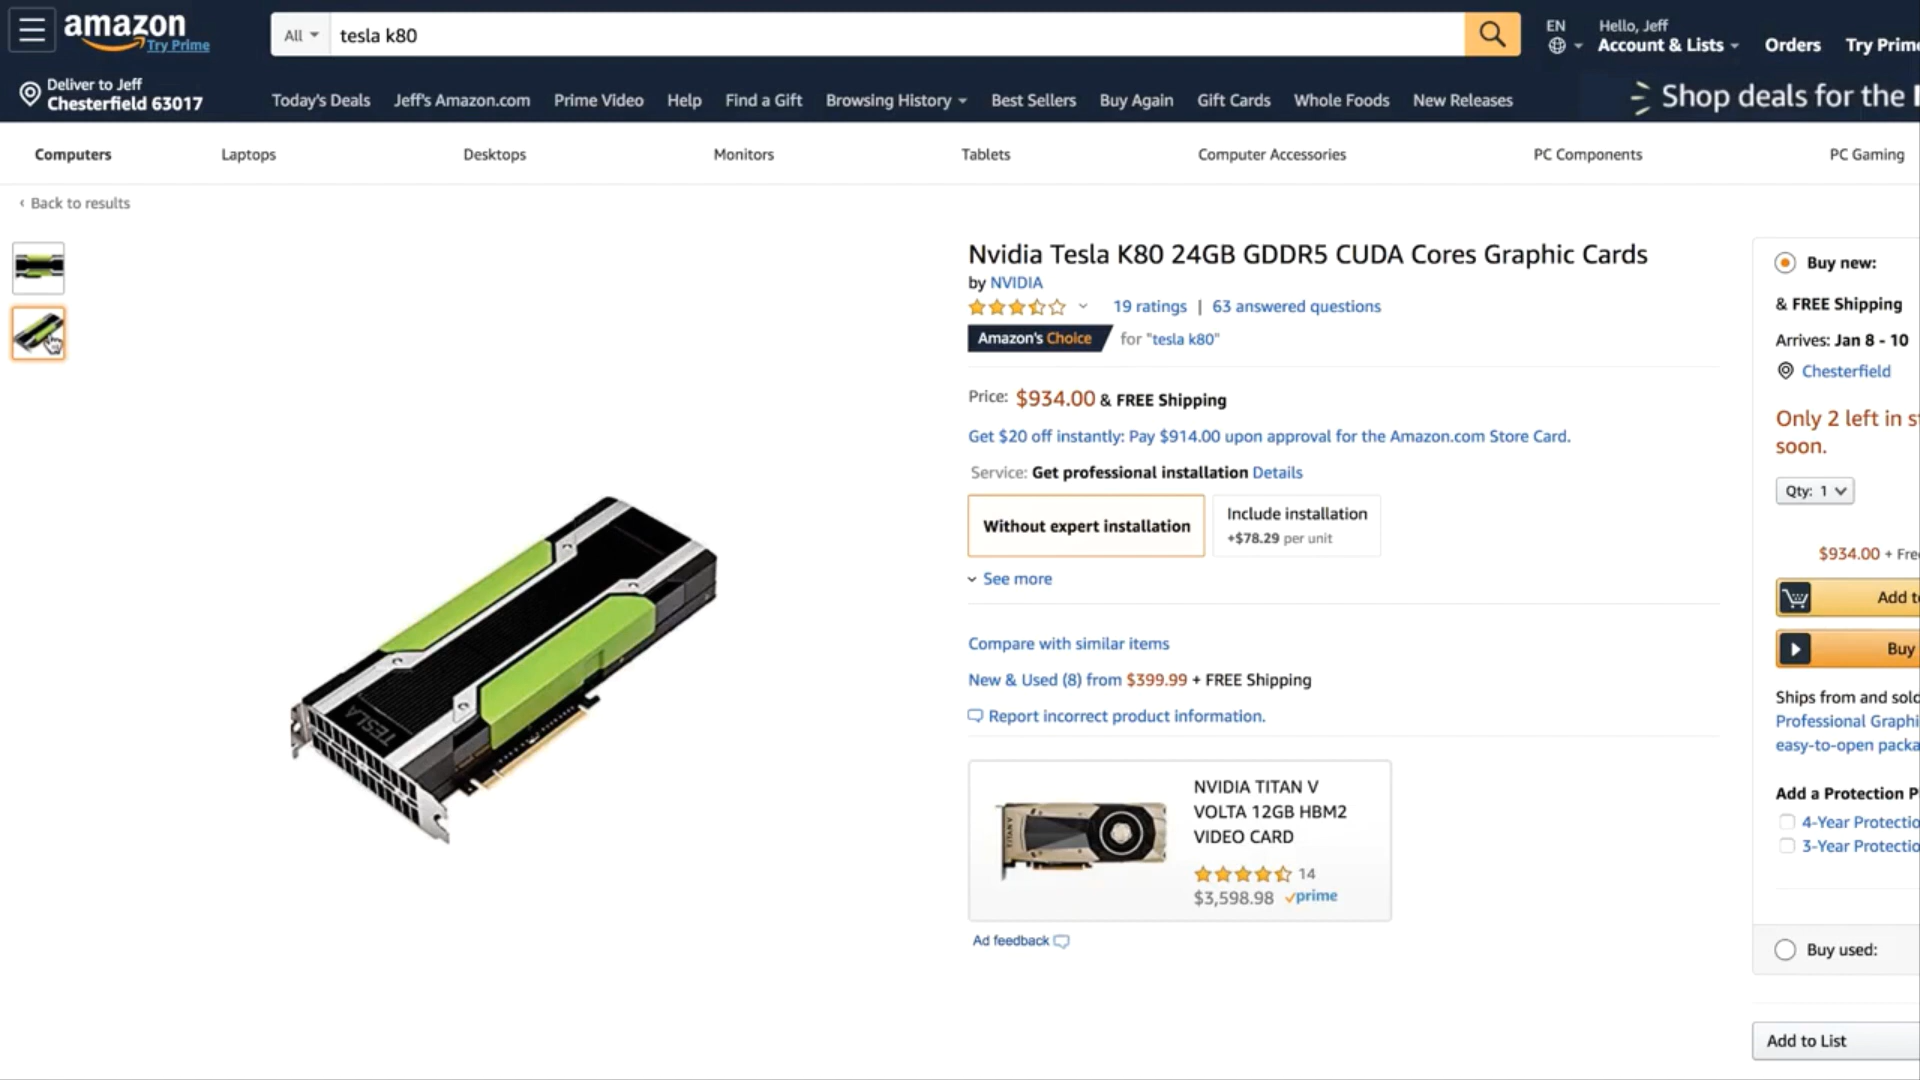 amazon
Try Prime
All
tesla k80
EN
Hello, Jeff
Account & Lists
Orders
Try Prime
Deliver to Jeff
Chesterfield 63017
Today's Deals
Jeff's Amazon.com
Prime Video
Help
Find a Gift
Browsing History
Best Sellers
Buy Again
Gift Cards
Whole Foods
New Releases
Shop deals for the
Computers
Laptops
Desktops
Monitors
Tablets
Computer Accessories
PC Components
PC Gaming
‹ Back to results
Nvidia Tesla K80 24GB GDDR5 CUDA Cores Graphic Cards
by NVIDIA
19 ratings | 63 answered questions
Amazon's Choice for "tesla k80"
Price: $934.00 & FREE Shipping
Get $20 off instantly: Pay $914.00 upon approval for the Amazon.com Store Card.
Service: Get professional installation Details
Without expert installation
Include installation
+$78.29 per unit
See more
Compare with similar items
New & Used (8) from $399.99 + FREE Shipping
Report incorrect product information.
TESLA
NVIDIA TITAN V
VOLTA 12GB HBM2
VIDEO CARD
14
$3,598.98 prime
TITAN V
Ad feedback
Buy new:
& FREE Shipping
Arrives: Jan 8 - 10
Chesterfield
Only 2 left in s
soon.
Qty: 1
$934.00 + Fre
Add t
Buy
Ships from and sold
Professional Graphi
easy-to-open packa
Add a Protection P
4-Year Protectio
3-Year Protectio
Buy used:
Add to List